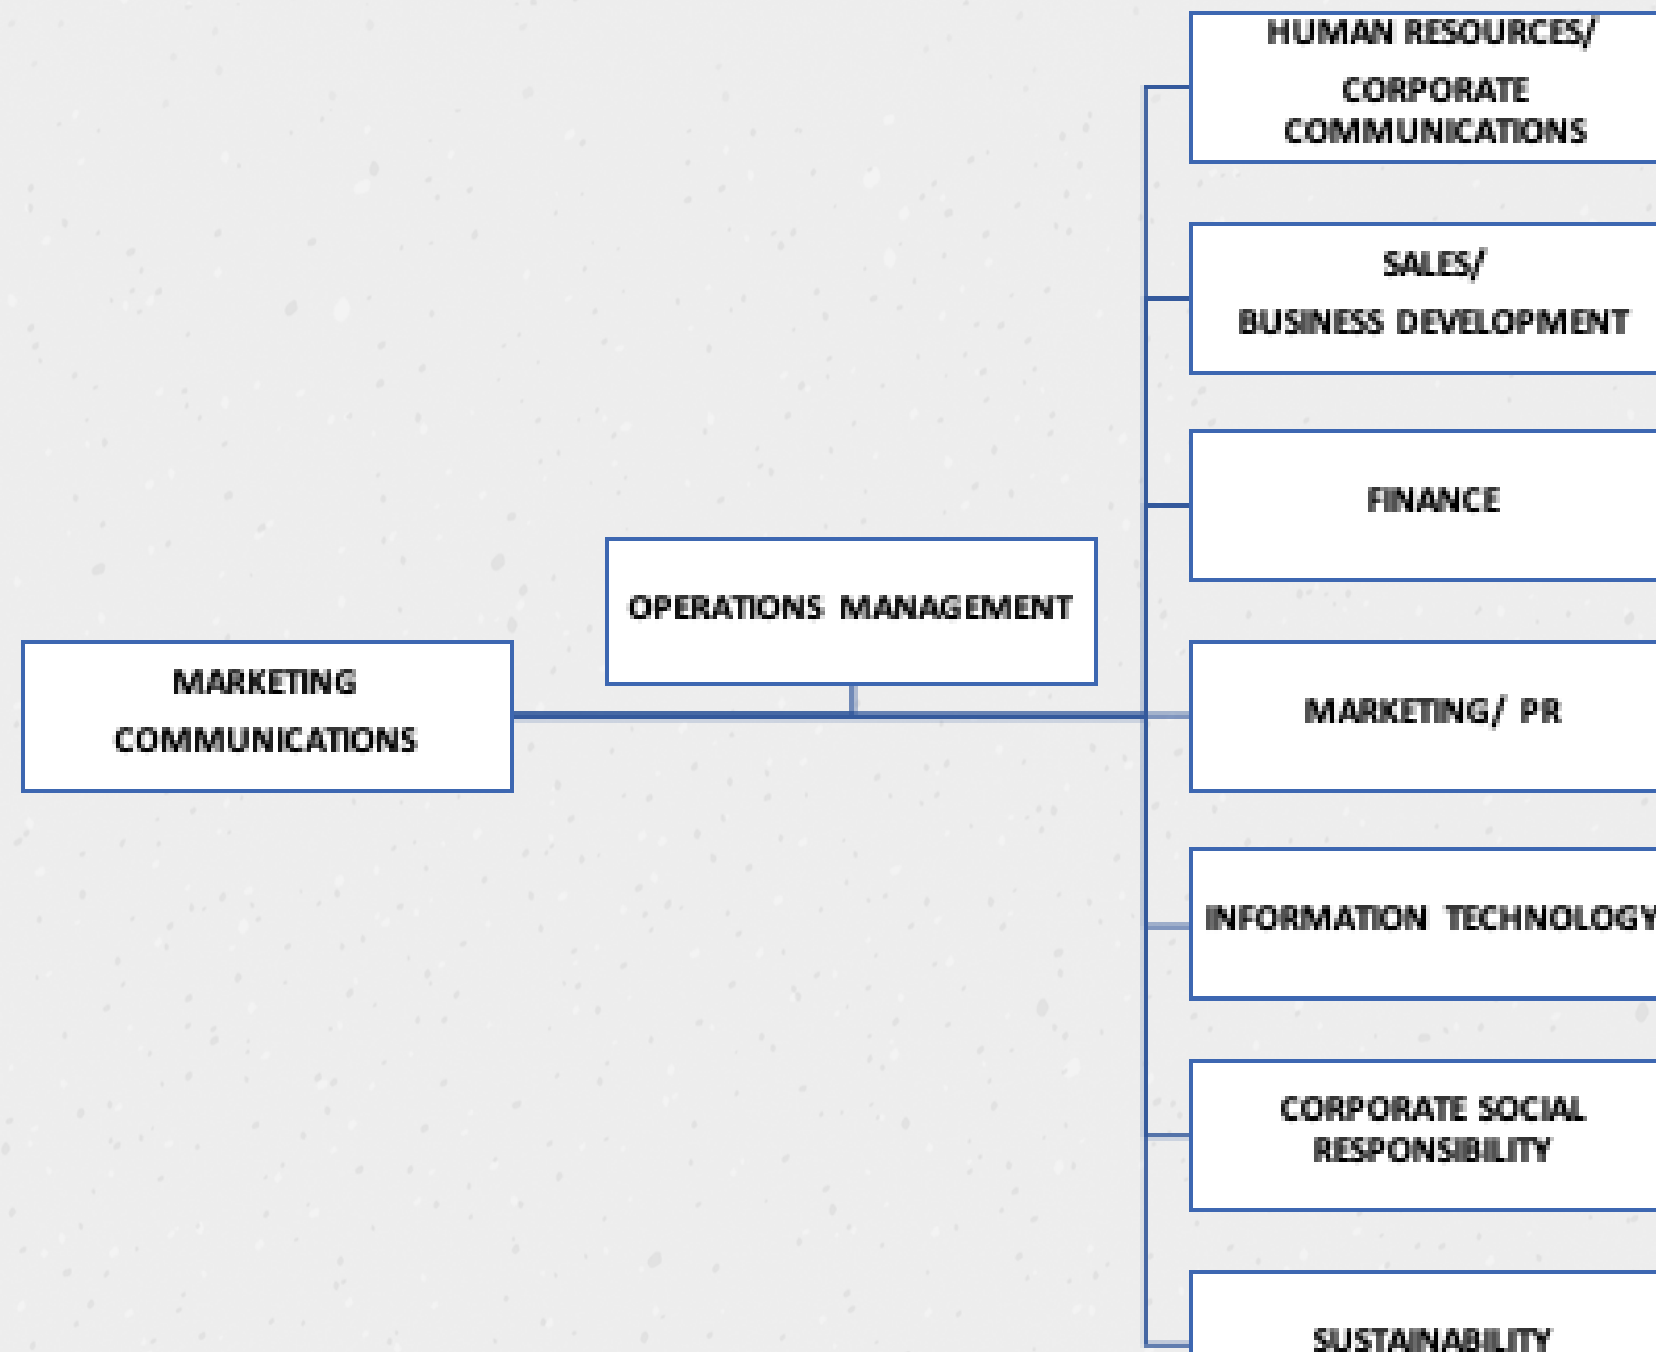 HUMAN RESOURCES/
CORPORATE
COMMUNICATIONS
SALES/
BUSINESS DEVELOPMENT
FINANCE
OPERATIONS MANAGEMENT
MARKETING
COMMUNICATIONS
MARKETING/ PR
INFORMATION TECHNOLOGY
CORPORATE SOCIAL
RESPONSIBILITY
SUSTAINABILITY